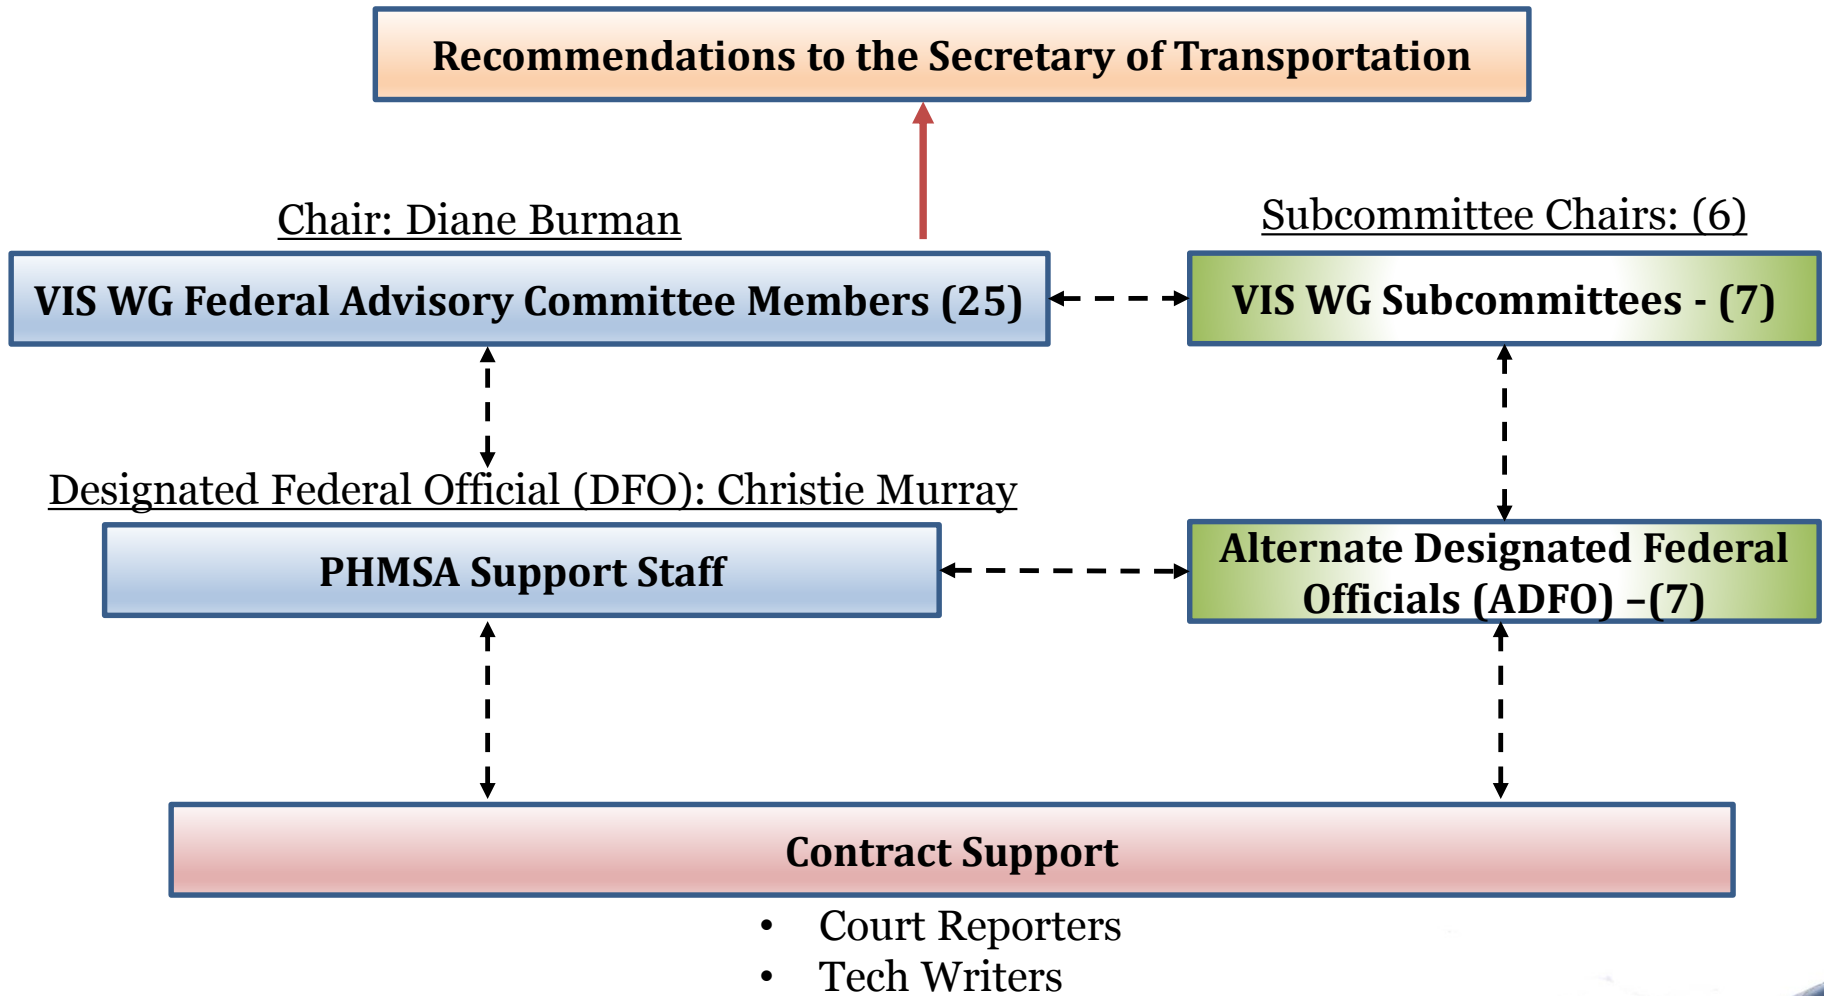 Recommendations to the Secretary of Transportation
Chair: Diane Burman
Subcommittee Chairs: (6)
VIS WG Federal Advisory Committee Members (25)
VIS WG Subcommittees - (7)
Designated Federal Official (DFO): Christie Murray
PHMSA Support Staff
Alternate Designated Federal
Officials (ADFO) –(7)
Contract Support
• Court Reporters
• Tech Writers